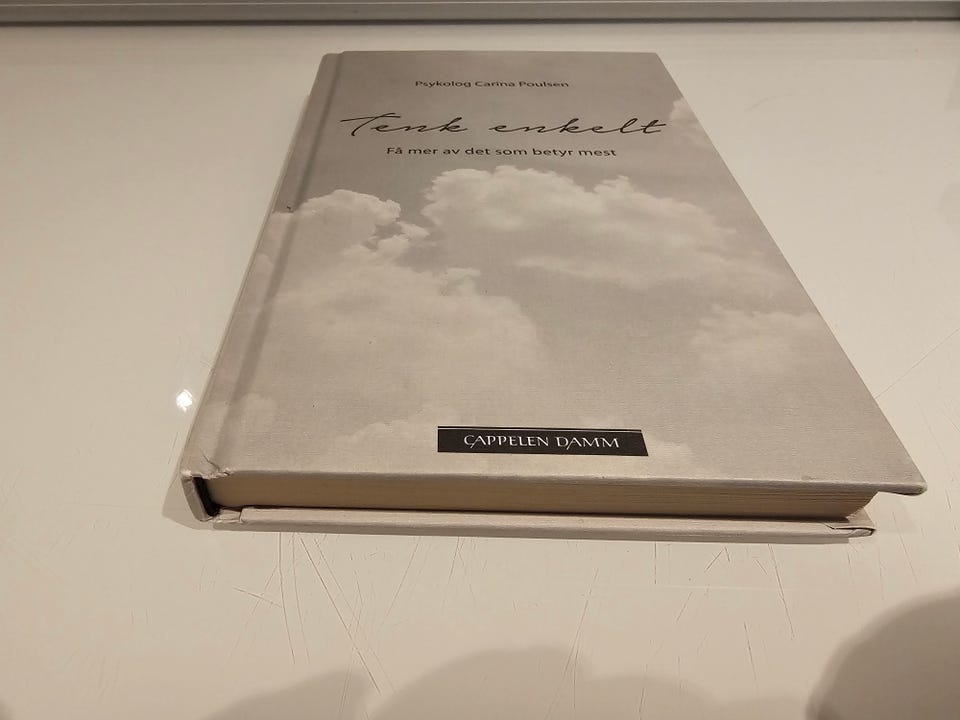 Psykolog Carina Poulsen
Tenk enkelt
Få mer av det som betyr mest
CAPPELEN DAMM